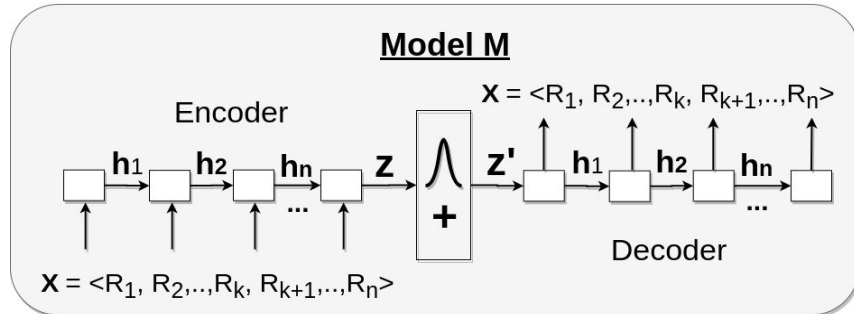 Model M
Encoder
X = <R1, R2,..,Rk, Rk+1,..,Rn>
h1 h2 hn z + z' h1 h2 hn
... ...
Decoder
X = <R1, R2,..,Rk, Rk+1,..,Rn>